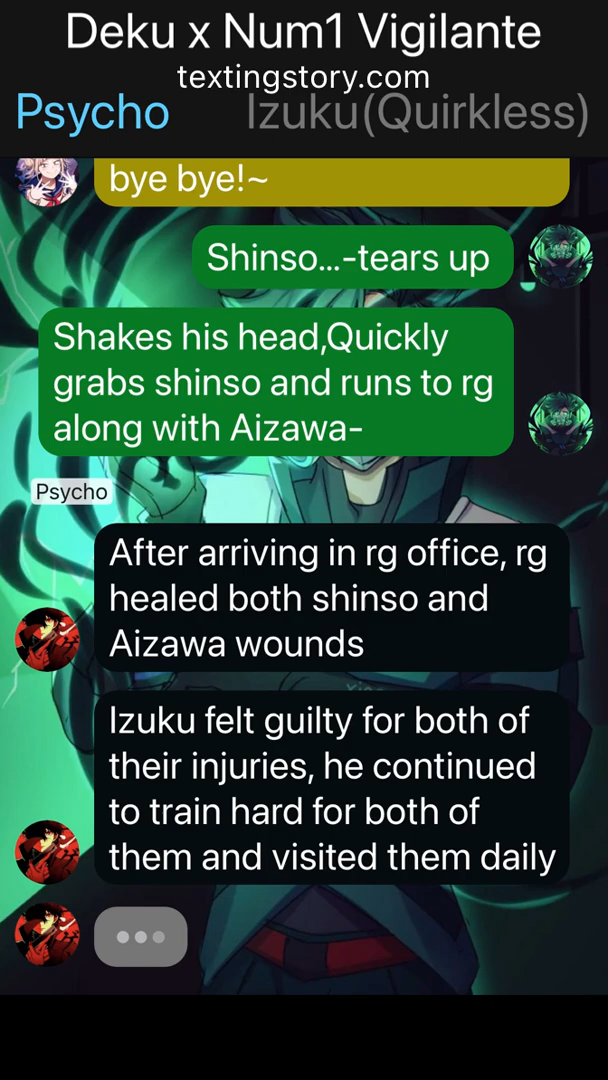 Deku x Num1 Vigilante
textingstory.com
Psycho Izuku(Quirkless)
bye bye!~
Shinso...-tears up
Shakes his head,Quickly
grabs shinso and runs to rg
along with Aizawa-
Psycho
After arriving in rg office, rg
healed both shinso and
Aizawa wounds
Izuku felt guilty for both of
their injuries, he continued
to train hard for both of
them and visited them daily